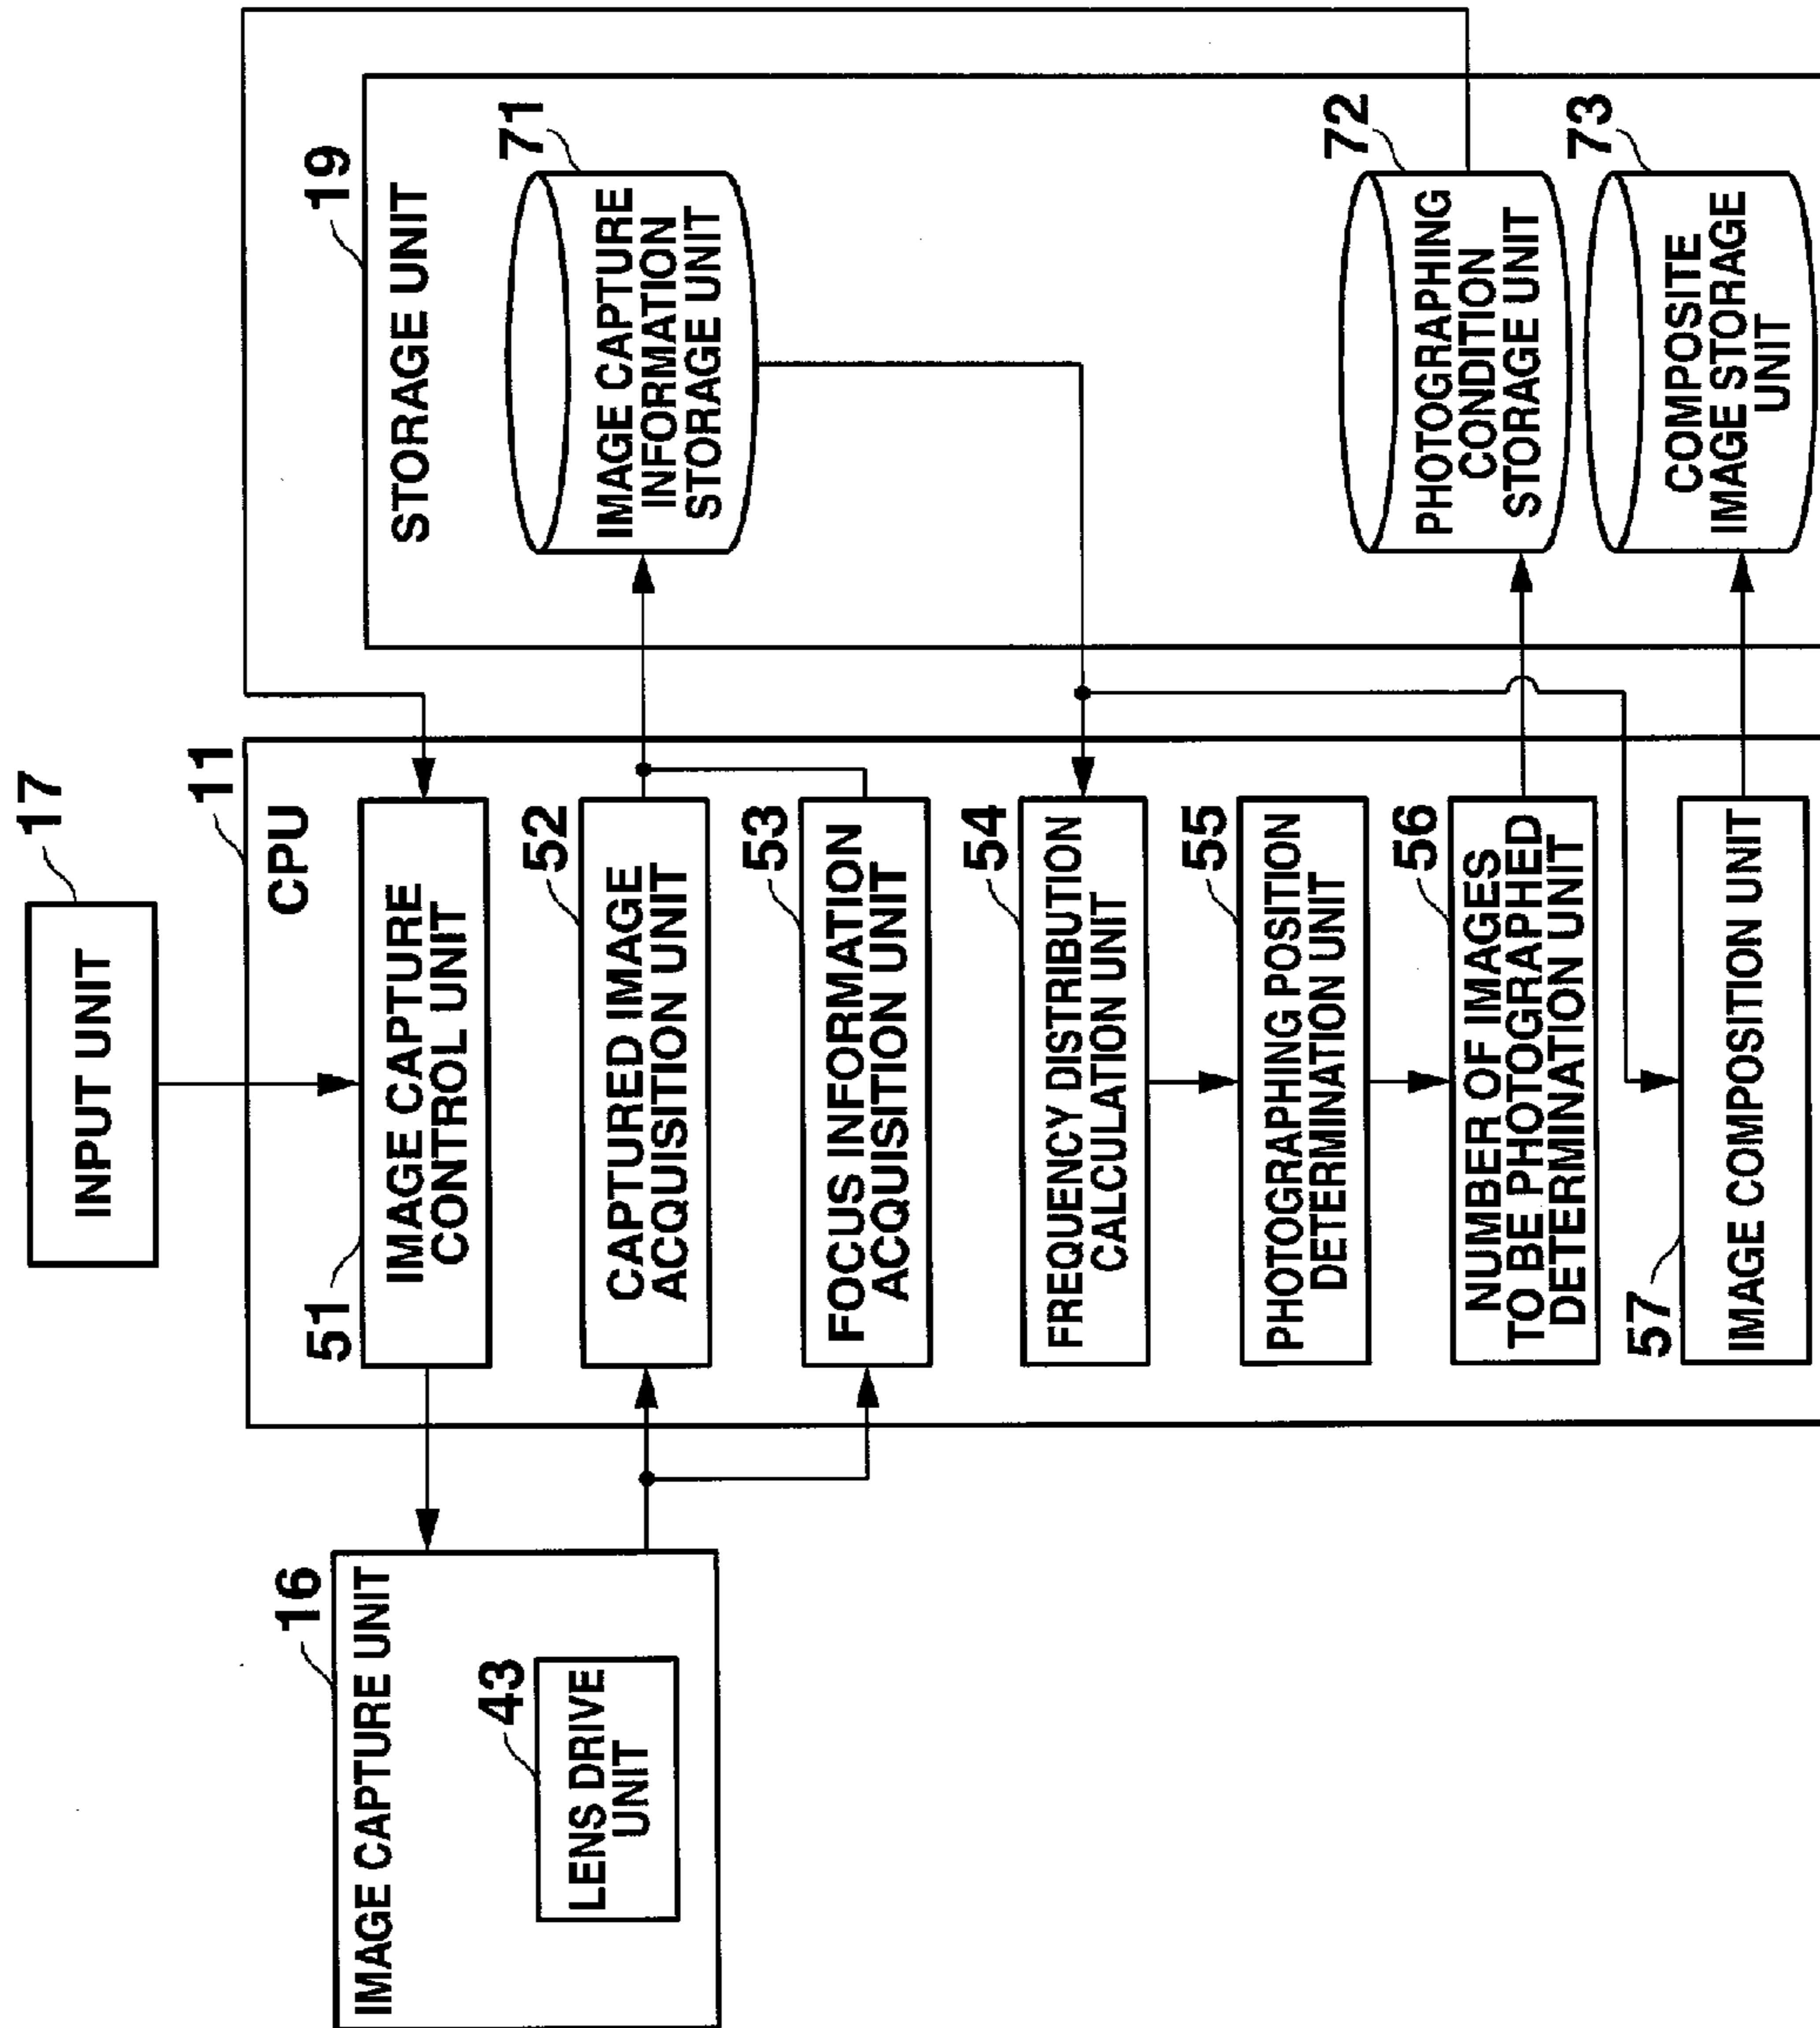 17
INPUT UNIT
11
CPU
19
STORAGE UNIT
16
IMAGE CAPTURE UNIT
43
LENS DRIVE
UNIT
51
IMAGE CAPTURE
CONTROL UNIT
52
CAPTURED IMAGE
ACQUISITION UNIT
53
FOCUS INFORMATION
ACQUISITION UNIT
54
FREQUENCY DISTRIBUTION
CALCULATION UNIT
55
PHOTOGRAPHING POSITION
DETERMINATION UNIT
56
NUMBER OF IMAGES
TO BE PHOTOGRAPHED
DETERMINATION UNIT
57
IMAGE COMPOSITION UNIT
71
IMAGE CAPTURE
INFORMATION
STORAGE UNIT
72
PHOTOGRAPHING
CONDITION
STORAGE UNIT
73
COMPOSITE
IMAGE STORAGE
UNIT